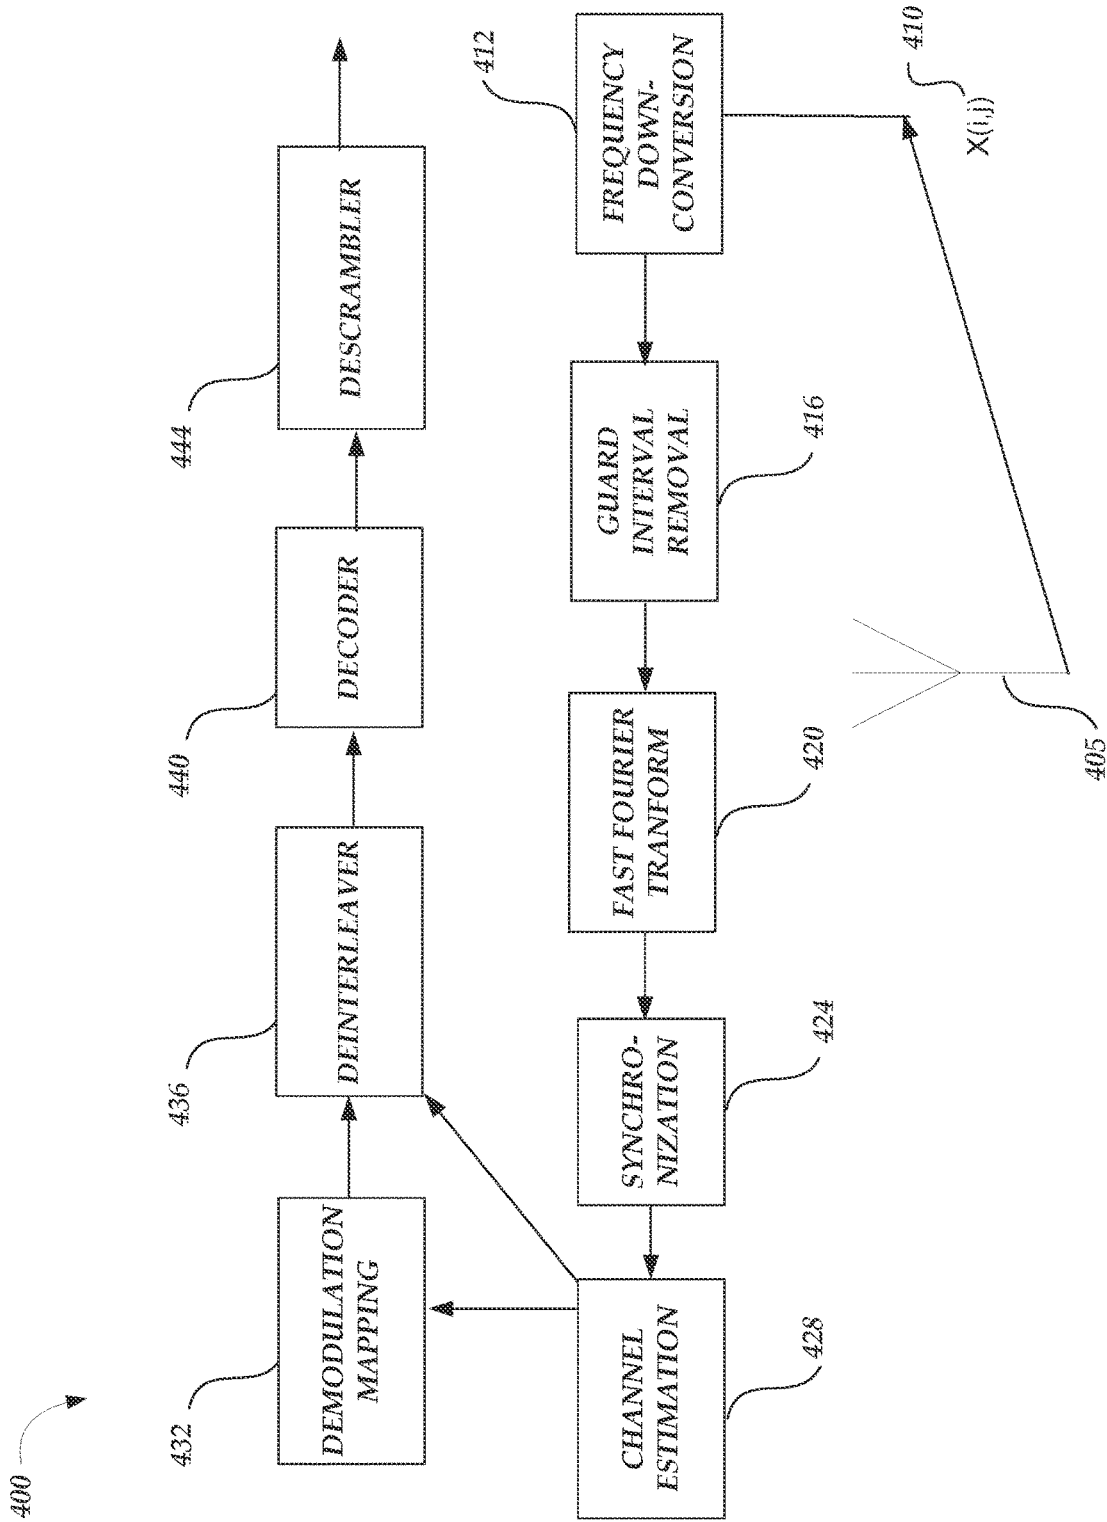 400
432
DEMODULATION
MAPPING
436
DEINTERLEAVER
440
DECODER
444
DESCRAMBLER
CHANNEL
ESTIMATION
428
SYNCHRO-
NIZATION
424
FAST FOURIER
TRANFORM
420
GUARD
INTERVAL
REMOVAL
416
412
FREQUENCY
DOWN-
CONVERSION
405
X(i,j)
410